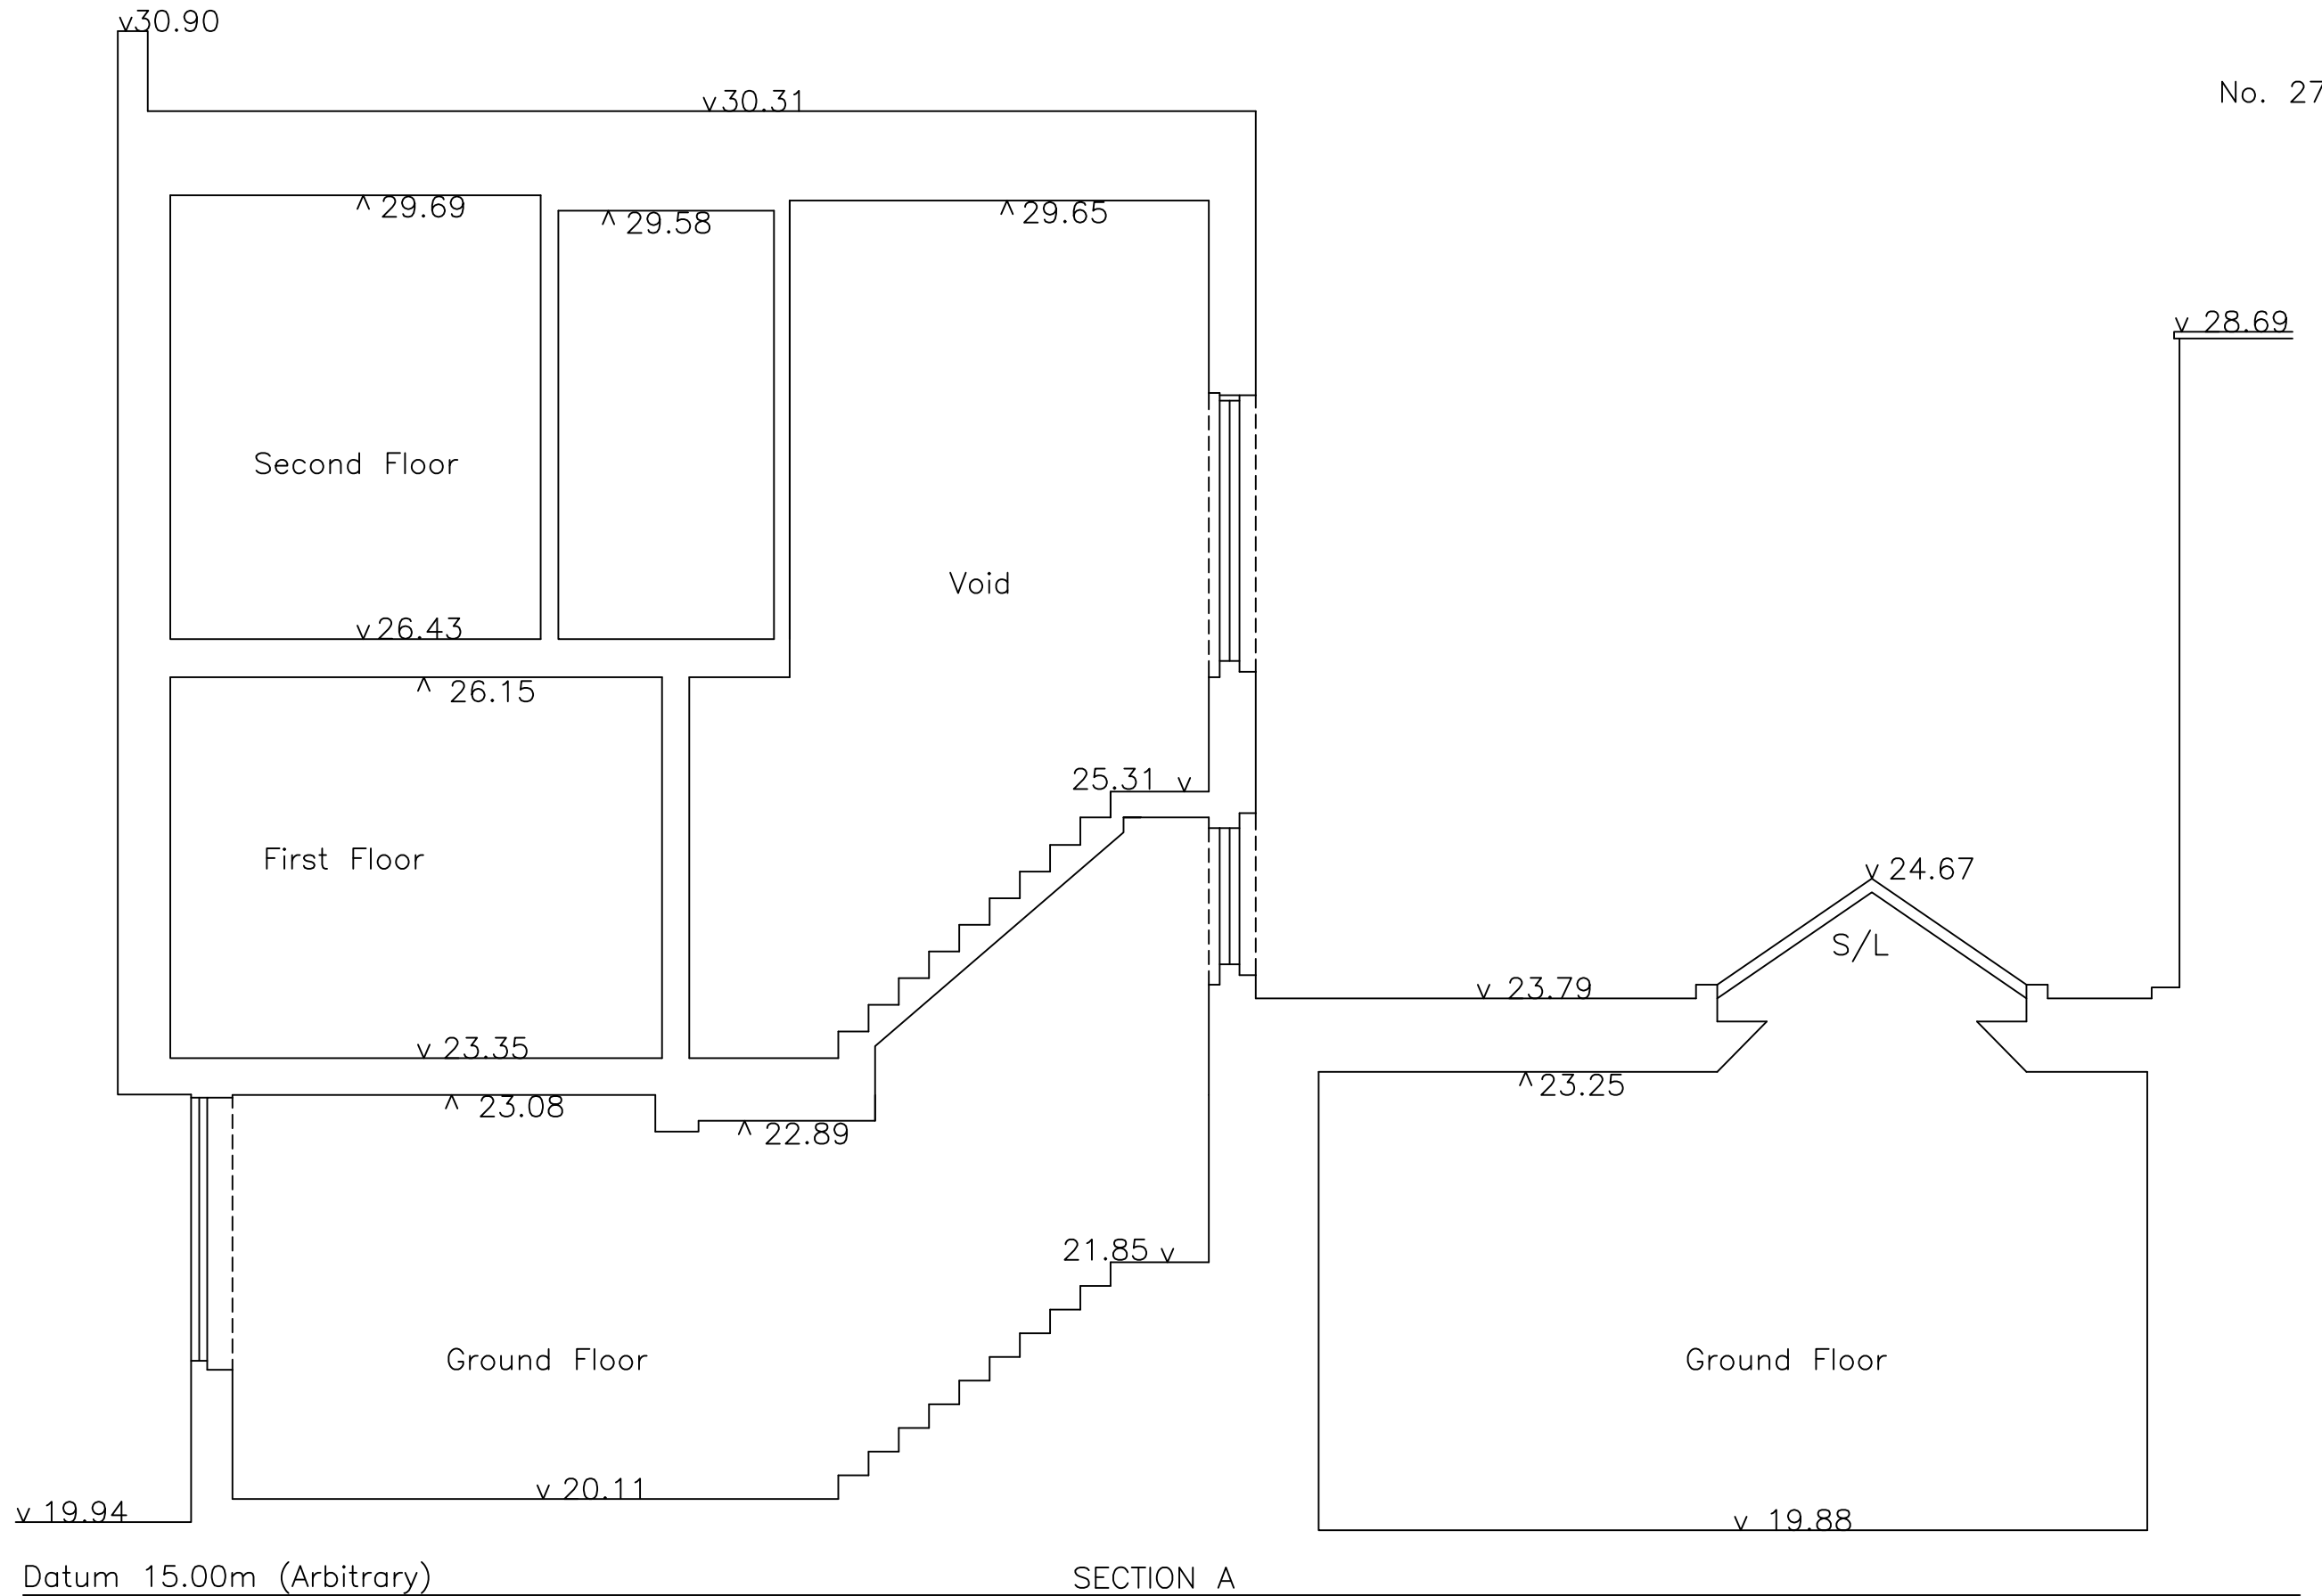 v30.90
v 30.31
No. 27
^ 29.69
^ 29.58
^ 29.65
v 28.69
Second Floor
Void
v 26.43
^ 26.15
25.31 v
First Floor
v 24.67
S/L
v 23.79
v 23.35
^ 23.25
^ 23.08
^ 22.89
21.85 v
Ground Floor
Ground Floor
v 20.11
v 19.94
v 19.88
Datum 15.00m (Arbitrary)
SECTION A